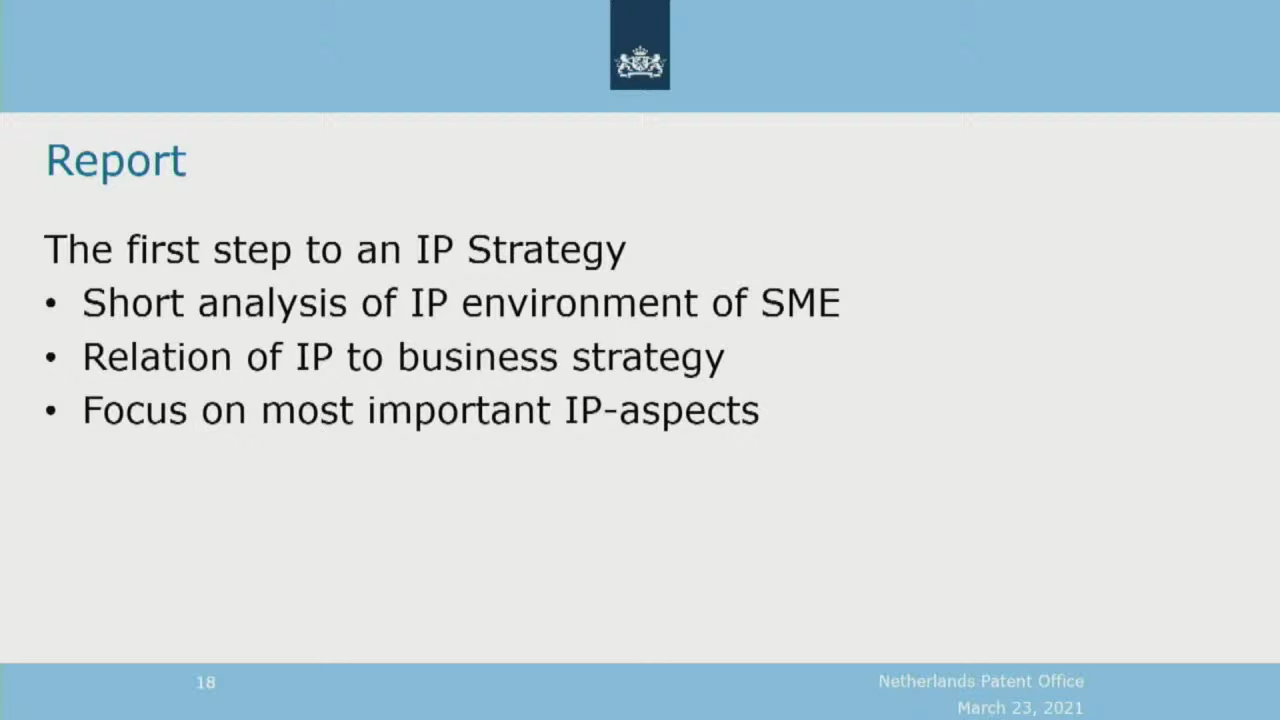 Report
The first step to an IP Strategy
• Short analysis of IP environment of SME
• Relation of IP to business strategy
• Focus on most important IP-aspects
18
Netherlands Patent Office
March 23, 2021